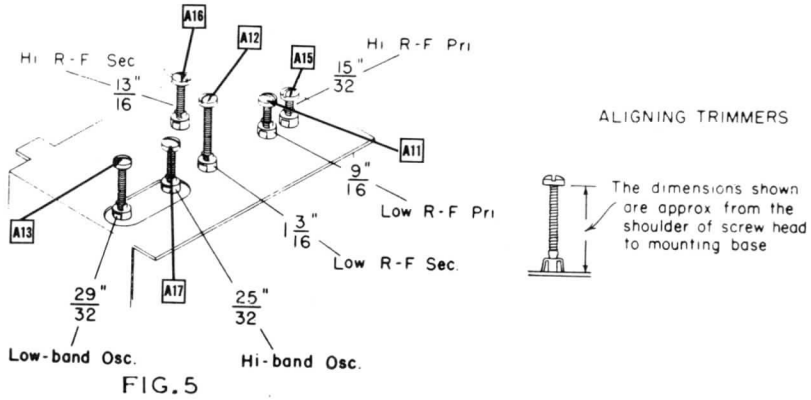 A16
A12
Hi R-F Pri
Hi R-F Sec
A15
13"
16
15"
32
ALIGNING TRIMMERS
A11
9"
16
The dimensions shown
are approx from the
shoulder of screw head
to mounting base
Low R-F Pri
A13
1 3"
16
Low R-F Sec.
A17
29"
32
25"
32
Low-band Osc.
Hi-band Osc.
FIG.5